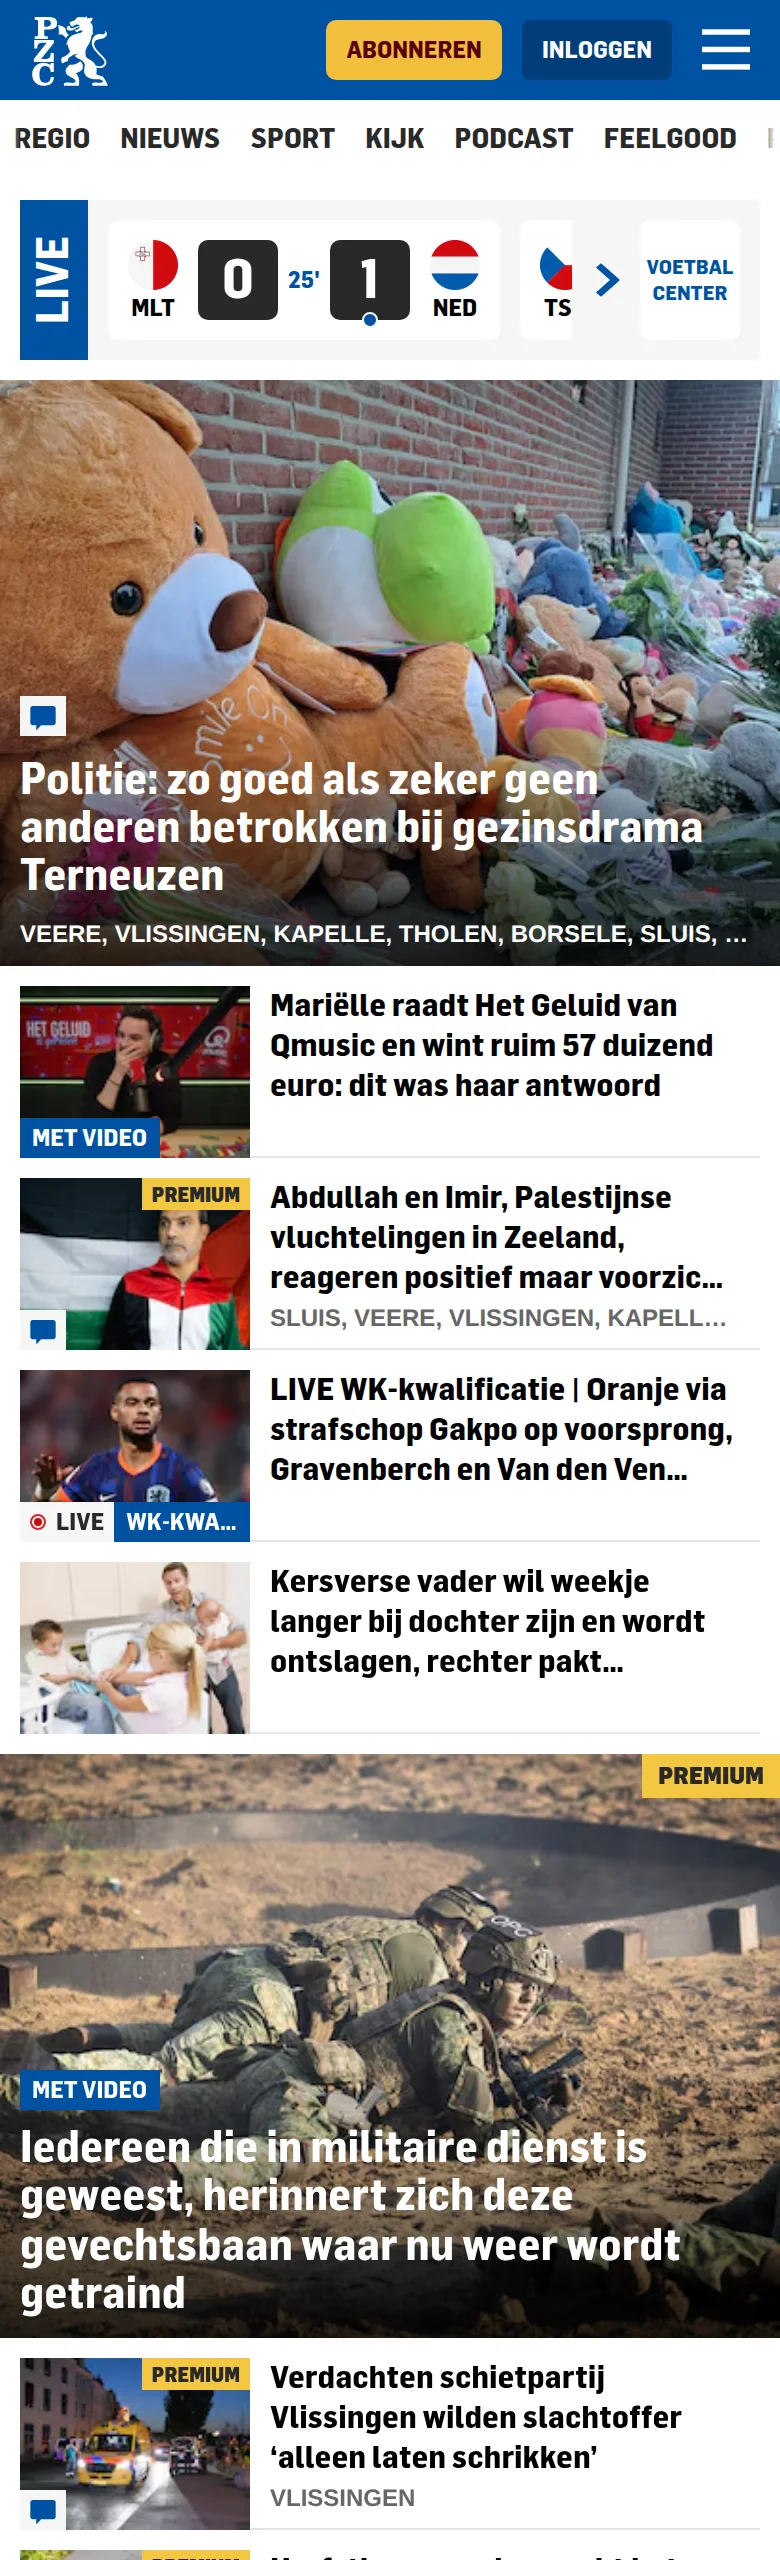 PZC
ABONNEREN
INLOGGEN
REGIO NIEUWS SPORT KIJK PODCAST FEELGOOD
LIVE
MLT
0
25'
1
NED
TS
VOETBAL
CENTER
Smile On
Politie: zo goed als zeker geen
anderen betrokken bij gezinsdrama
Terneuzen
VEERE, VLISSINGEN, KAPELLE, THOLEN, BORSELE, SLUIS, ...
HET GELUID
MET VIDEO
Mariëlle raadt Het Geluid van
Qmusic en wint ruim 57 duizend
euro: dit was haar antwoord
PREMIUM
Abdullah en Imir, Palestijnse
vluchtelingen in Zeeland,
reageren positief maar voorzic...
SLUIS, VEERE, VLISSINGEN, KAPELL...
LIVE
WK-KWA...
LIVE WK-kwalificatie | Oranje via
strafschop Gakpo op voorsprong,
Gravenberch en Van den Ven...
Kersverse vader wil weekje
langer bij dochter zijn en wordt
ontslagen, rechter pakt...
PREMIUM
OPC
MET VIDEO
Iedereen die in militaire dienst is
geweest, herinnert zich deze
gevechtsbaan waar nu weer wordt
getraind
PREMIUM
Verdachten schietpartij
Vlissingen wilden slachtoffer
‘alleen laten schrikken’
VLISSINGEN